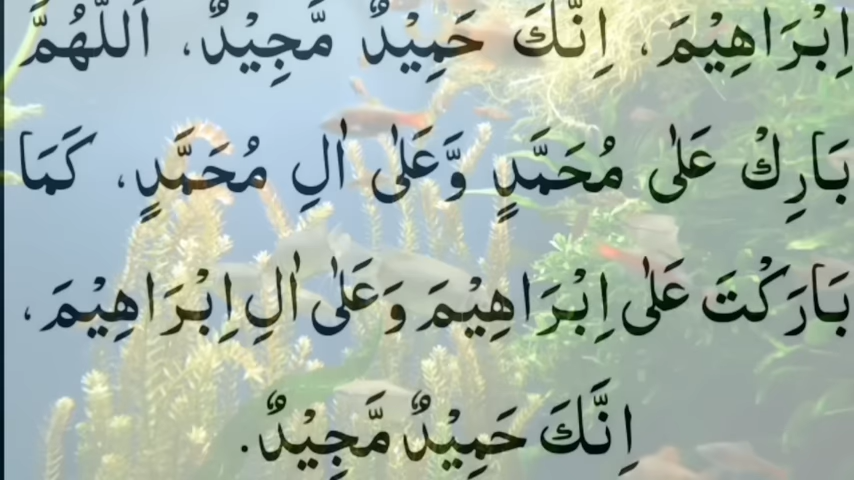 اِبْرَاهِيْمَ، اِنَّكَ حَمِيْدٌ مَّجِيْدٌ، اَللّٰهُمَّ
بَارِكْ عَلٰى مُحَمَّدٍ وَّعَلٰى اٰلِ مُحَمَّدٍ، كَمَا
بَارَكْتَ عَلٰى اِبْرَاهِيْمَ وَعَلٰى اٰلِ اِبْرَاهِيْمَ،
اِنَّكَ حَمِيْدٌ مَّجِيْدٌ.